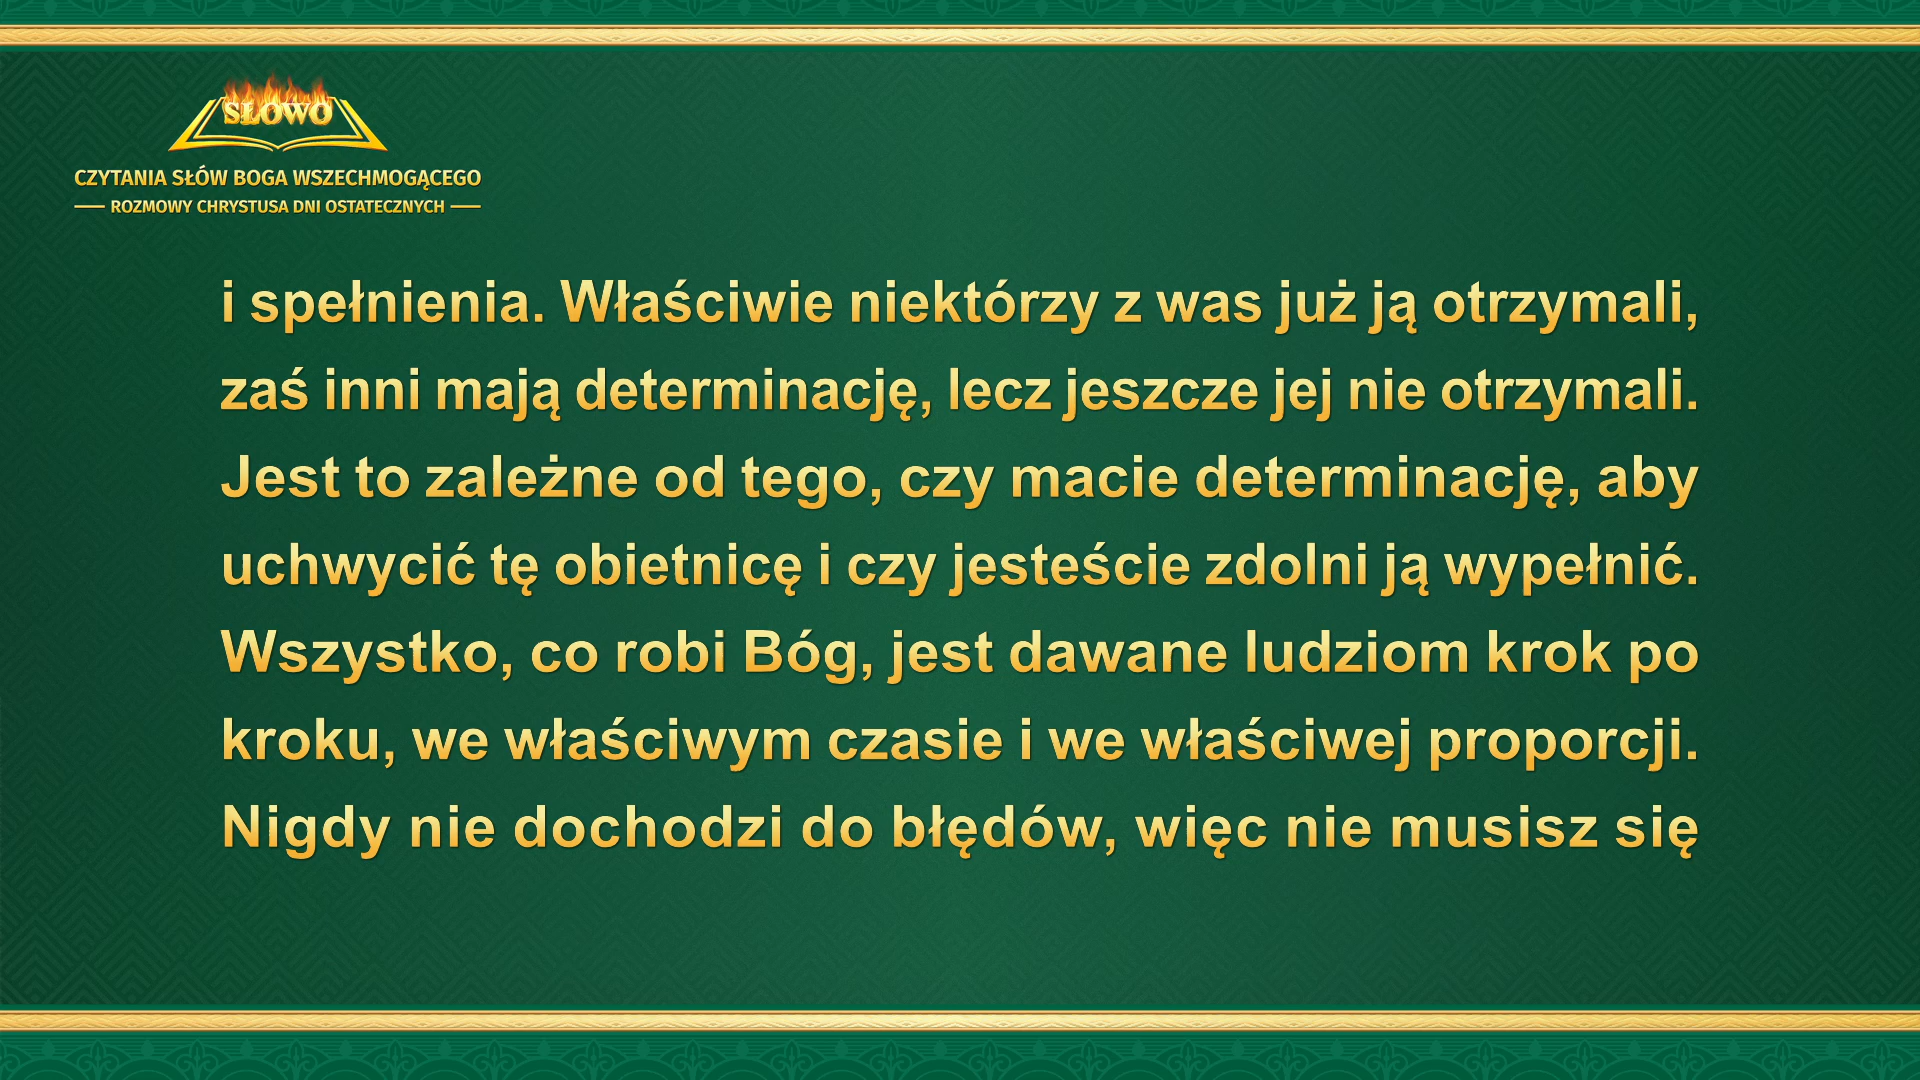 SŁOWO
CZYTANIA SŁÓW BOGA WSZECHMOGĄCEGO
ROZMOWY CHRYSTUSA DNI OSTATECZNYCH
i spełnienia. Właściwie niektórzy z was już ją otrzymali,
zaś inni mają determinację, lecz jeszcze jej nie otrzymali.
Jest to zależne od tego, czy macie determinację, aby
uchwycić tę obietnicę i czy jesteście zdolni ją wypełnić.
Wszystko, co robi Bóg, jest dawane ludziom krok po
kroku, we właściwym czasie i we właściwej proporcji.
Nigdy nie dochodzi do błędów, więc nie musisz się